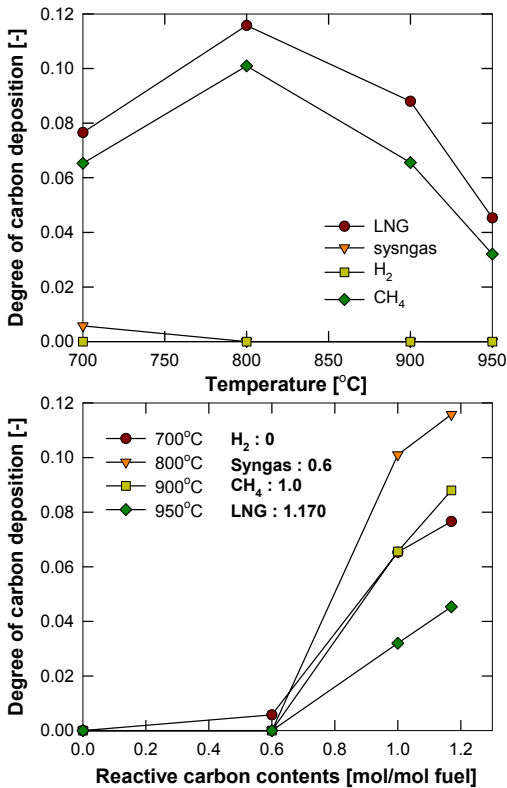 Degree of carbon deposition [-]
0.12
0.10
0.08
0.06
0.04
0.02
0.00
LNG
sysngas
H2
CH4
700 750 800 850 900 950
Temperature [°C]
Degree of carbon deposition [-]
0.12
0.10
0.08
0.06
0.04
0.02
0.00
700°C H2 : 0
800°C Syngas : 0.6
900°C CH4 : 1.0
950°C LNG : 1.170
0.0 0.2 0.4 0.6 0.8 1.0 1.2
Reactive carbon contents [mol/mol fuel]